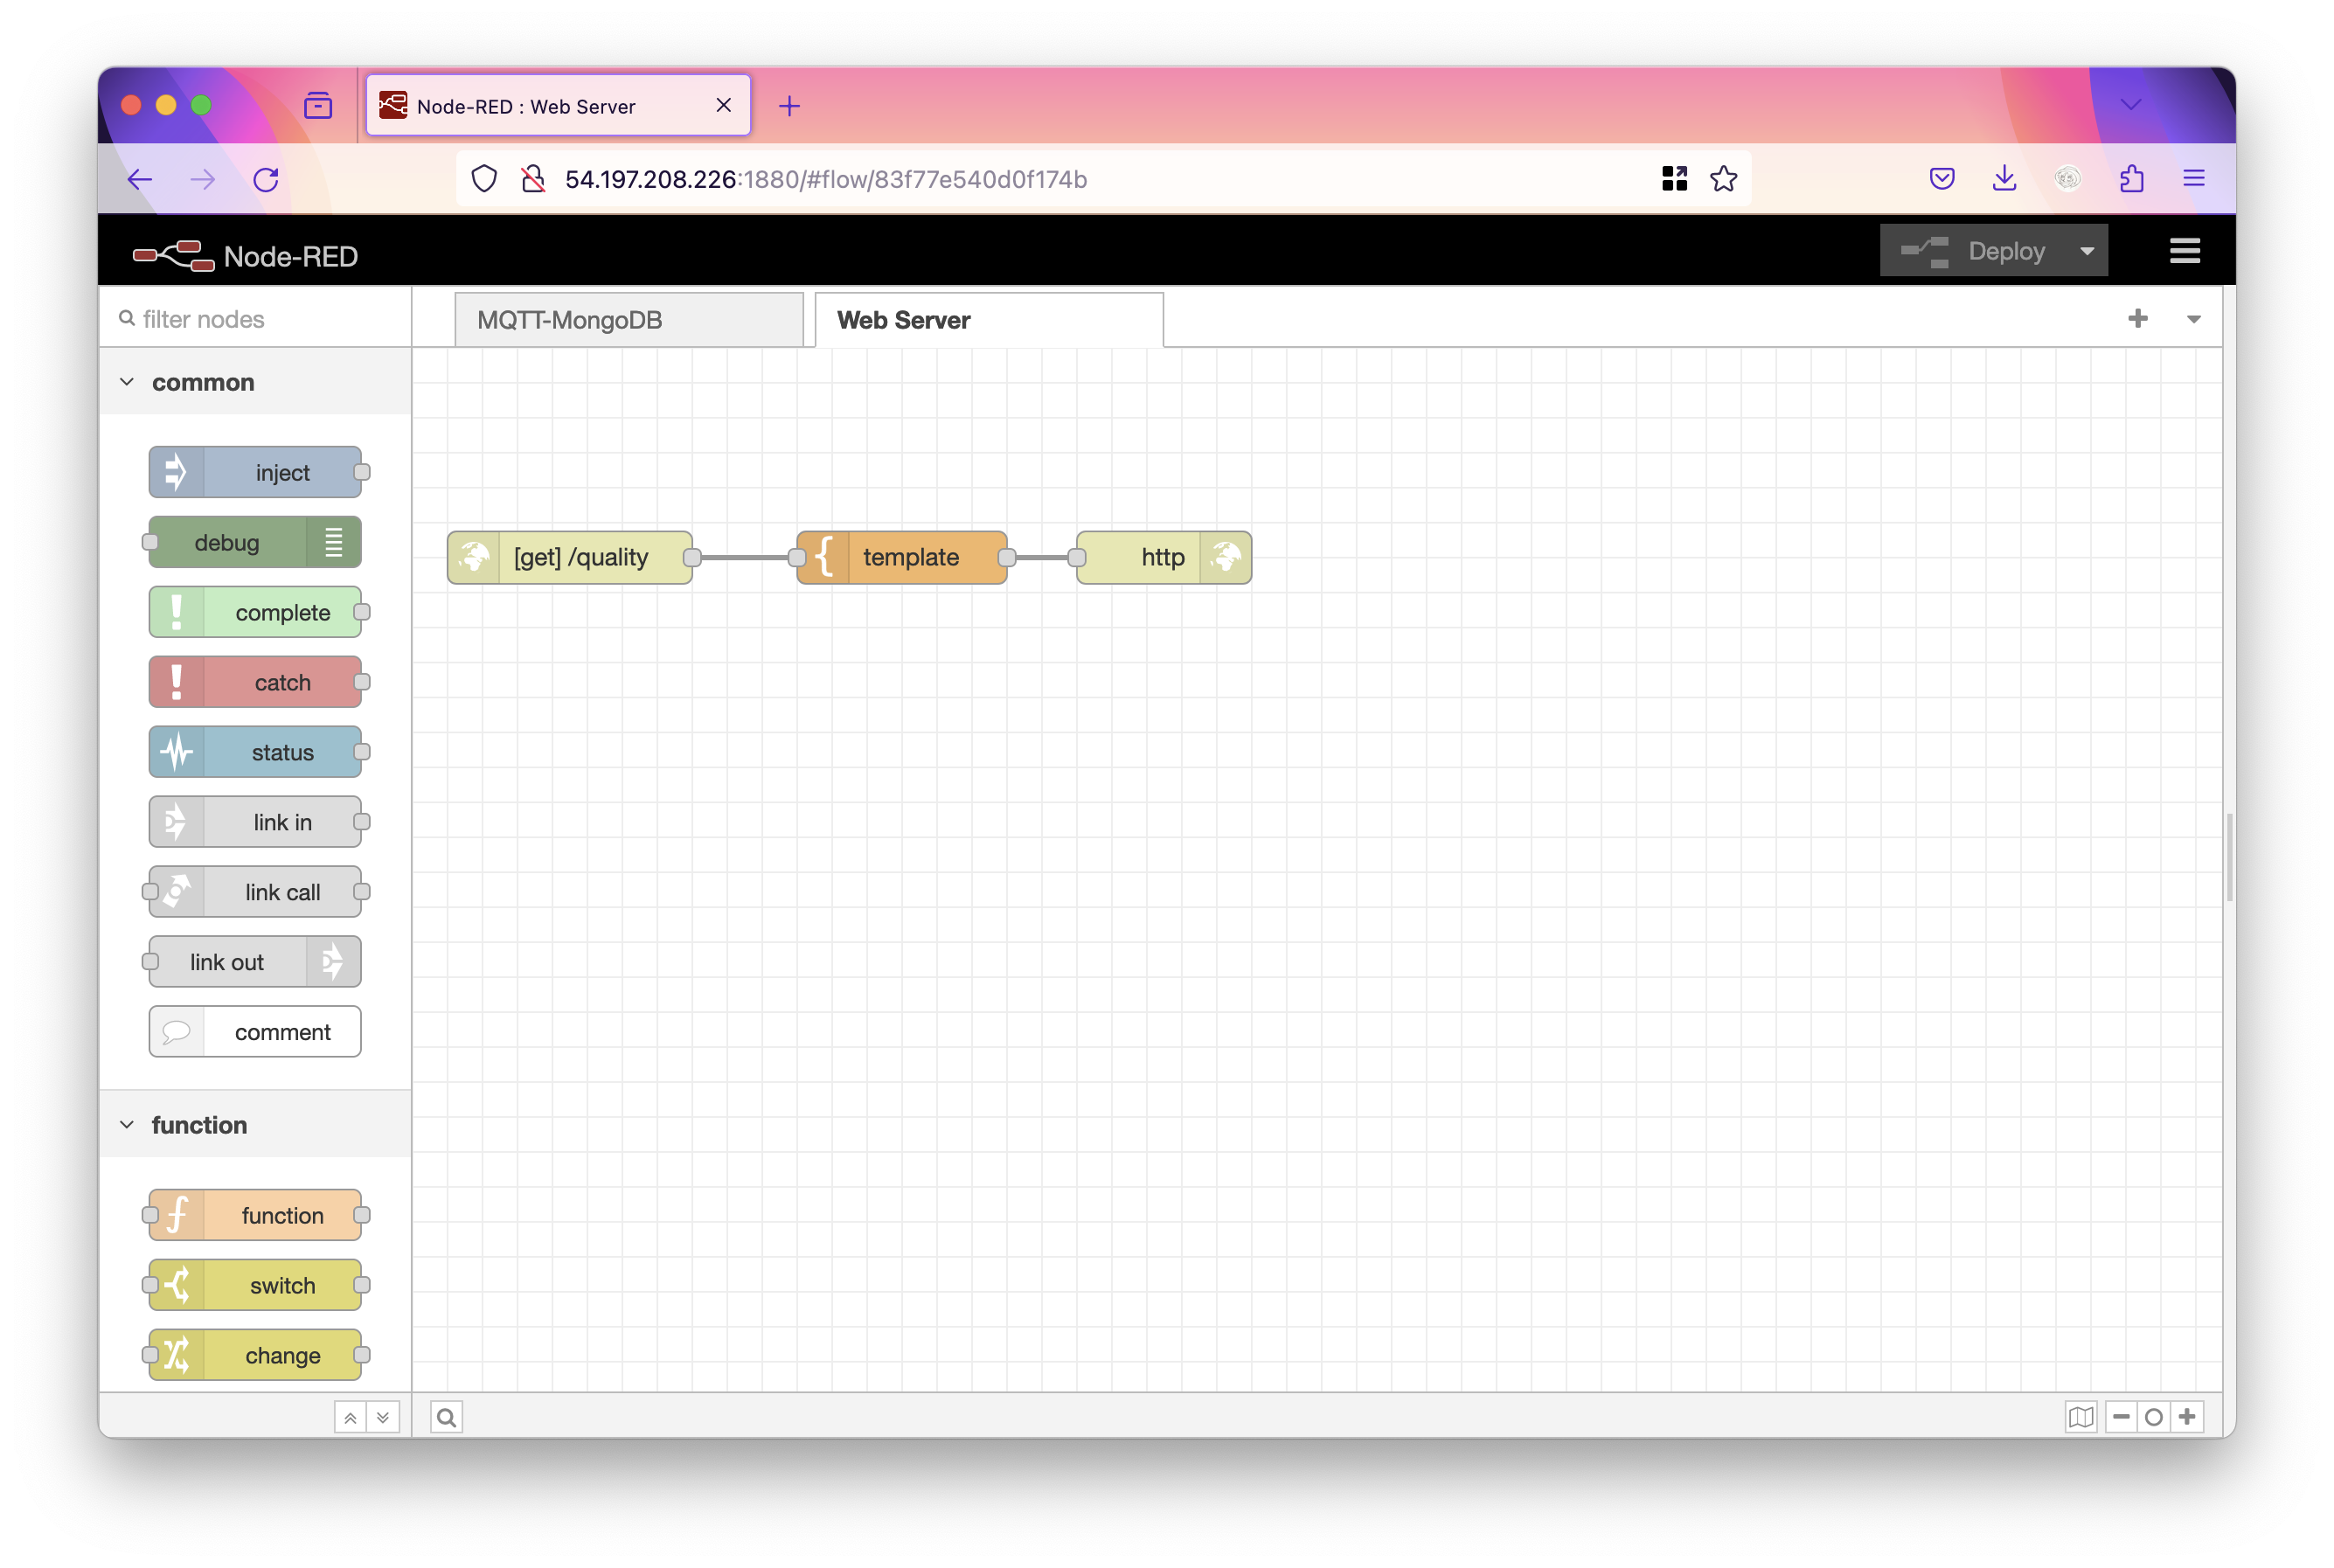 Node-RED : Web Server
54.197.208.226:1880/#flow/83f77e540d0f174b
Node-RED
Deploy
filter nodes
MQTT-MongoDB
Web Server
common
inject
debug
complete
catch
status
link in
link call
link out
comment
function
function
switch
change
[get] /quality
template
http